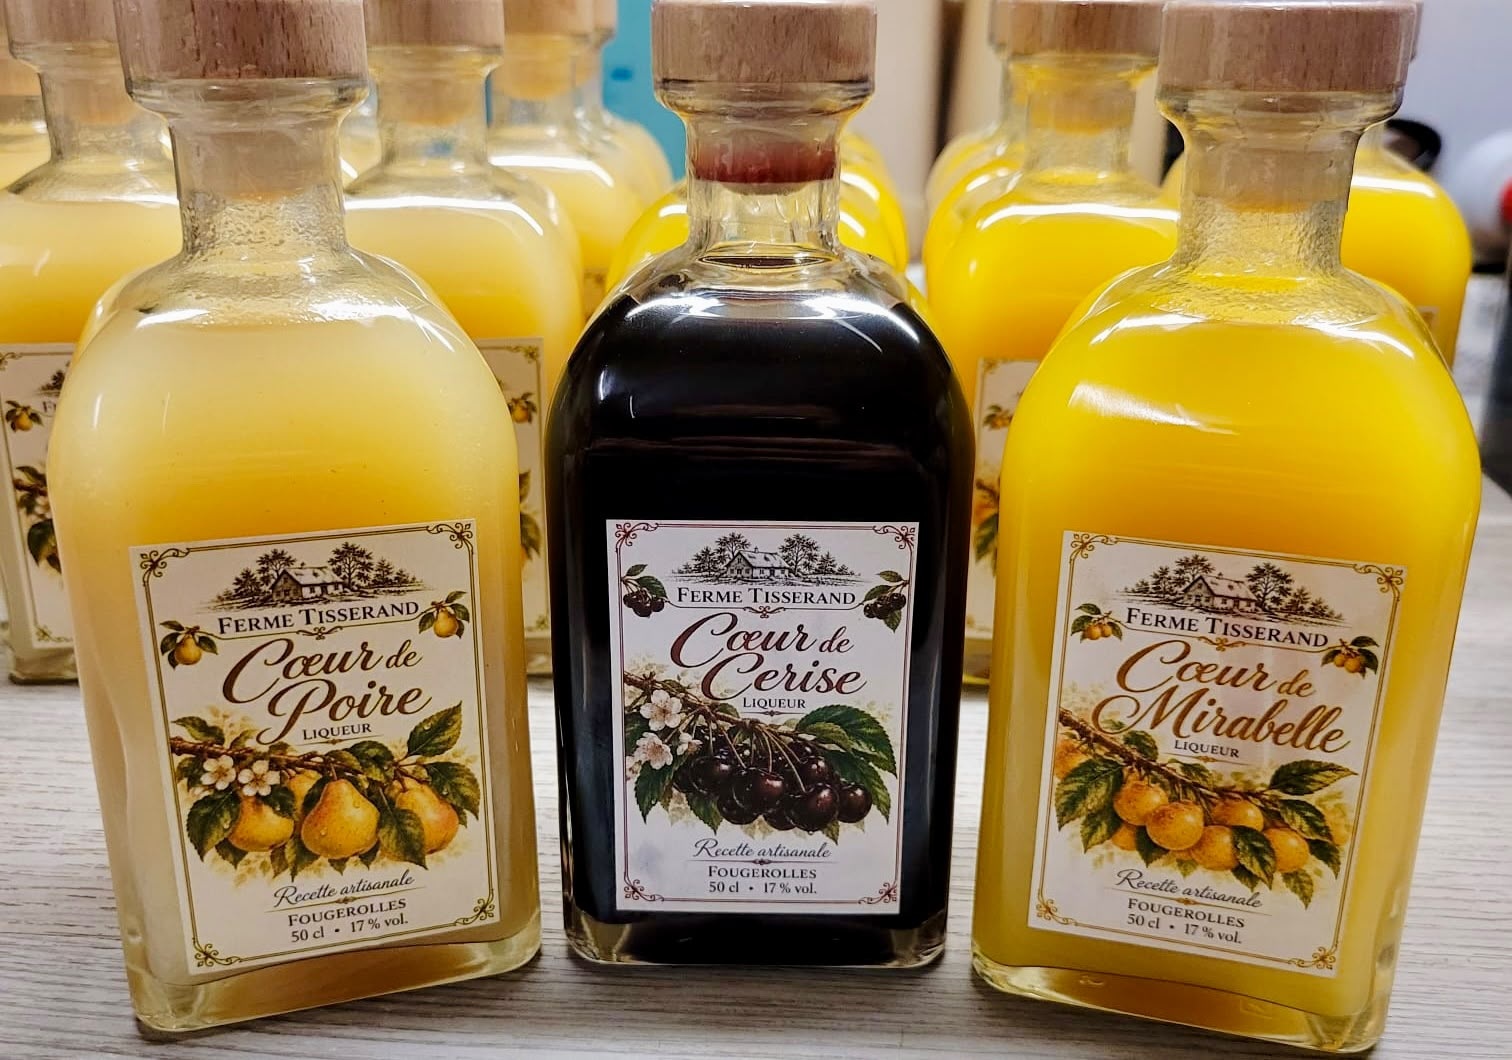 FERME TISSERAND
Cœur de
Poire
LIQUEUR
Recette artisanale
FOUGEROLLES
50 cl • 17 % vol.
FERME TISSERAND
Cœur de
Cerise
LIQUEUR
Recette artisanale
FOUGEROLLES
50 cl • 17 % vol.
FERME TISSERAND
Cœur de
Mirabelle
LIQUEUR
Recette artisanale
FOUGEROLLES
50 cl • 17 % vol.